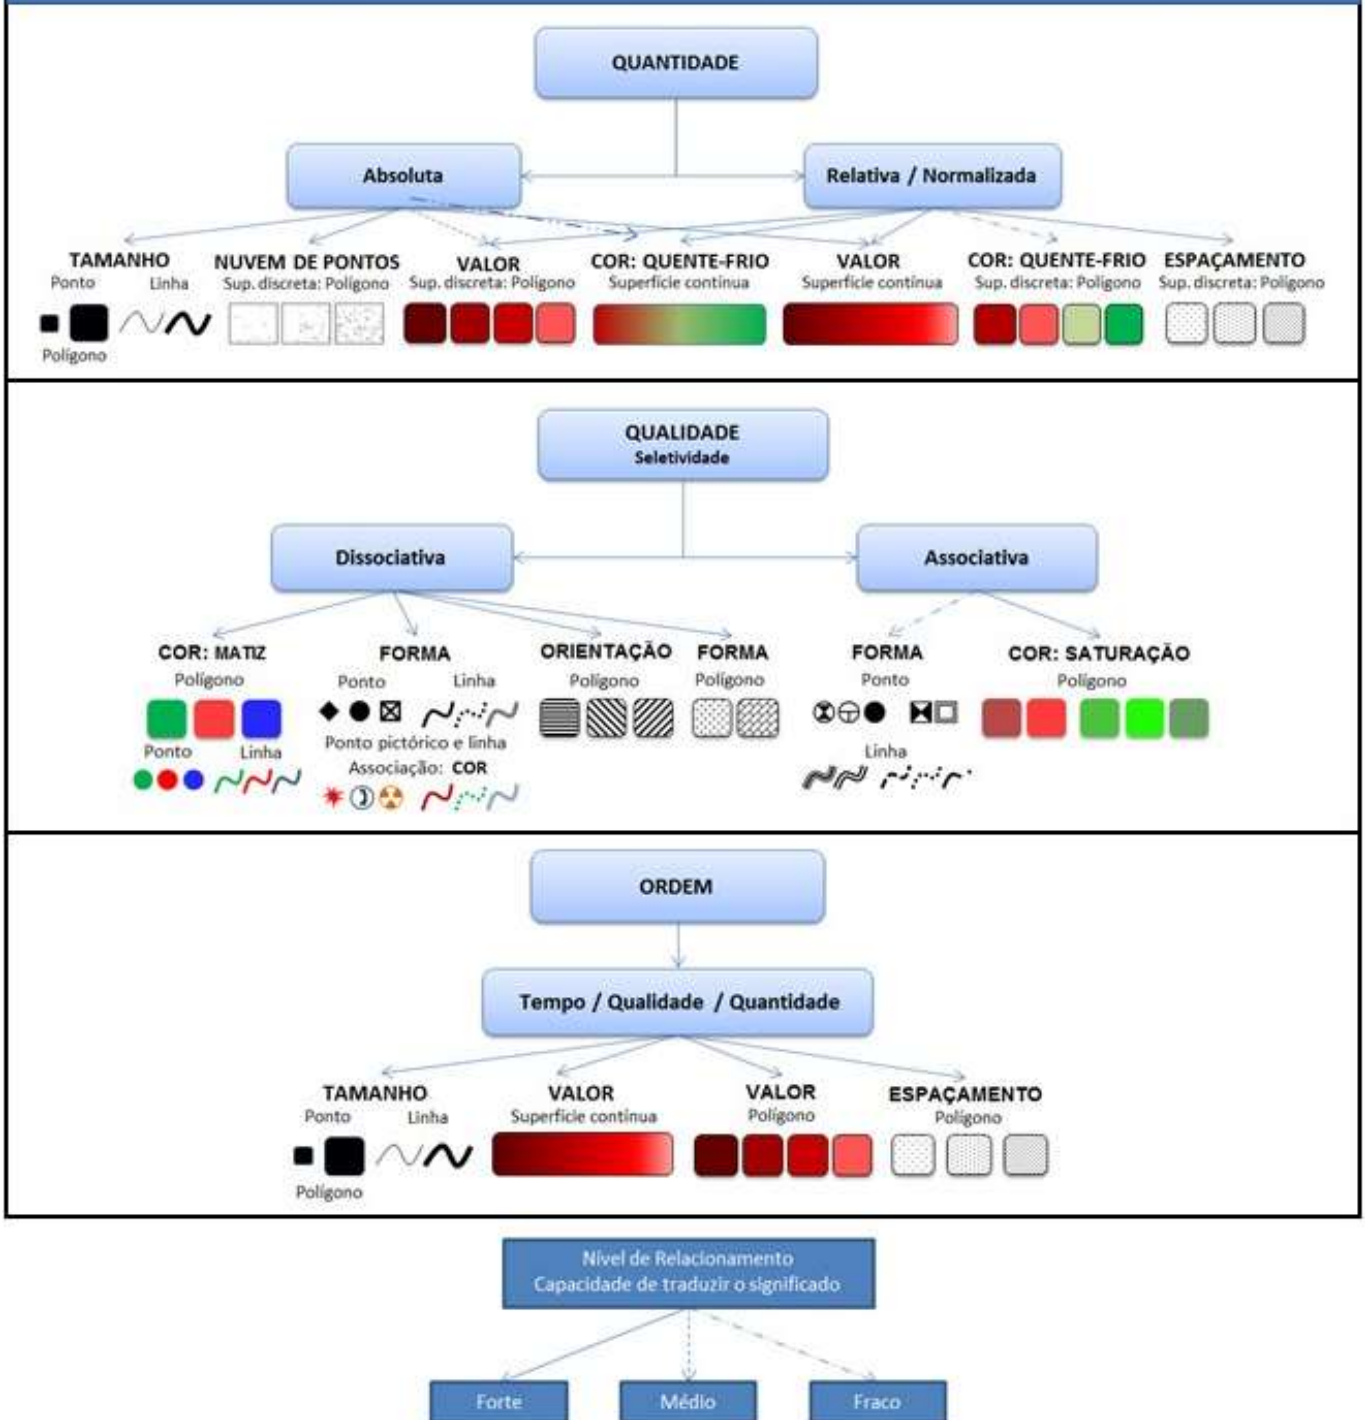 QUANTIDADE
Absoluta
Relativa / Normalizada
TAMANHO
Ponto Linha
Polígono
NUVEM DE PONTOS
Sup. discreta: Polígono
VALOR
Sup. discreta: Polígono
COR: QUENTE-FRIO
Superfície contínua
VALOR
Superfície contínua
COR: QUENTE-FRIO
Sup. discreta: Polígono
ESPAÇAMENTO
Sup. discreta: Polígono
QUALIDADE
Seletividade
Dissociativa
Associativa
COR: MATIZ
Polígono
Ponto Linha
FORMA
Ponto Linha
Ponto pictórico e linha
Associação: COR
ORIENTAÇÃO
Polígono
FORMA
Polígono
FORMA
Ponto
Linha
COR: SATURAÇÃO
Polígono
ORDEM
Tempo / Qualidade / Quantidade
TAMANHO
Ponto Linha
Polígono
VALOR
Superfície contínua
VALOR
Polígono
ESPAÇAMENTO
Polígono
Nível de Relacionamento
Capacidade de traduzir o significado
Forte
Médio
Fraco